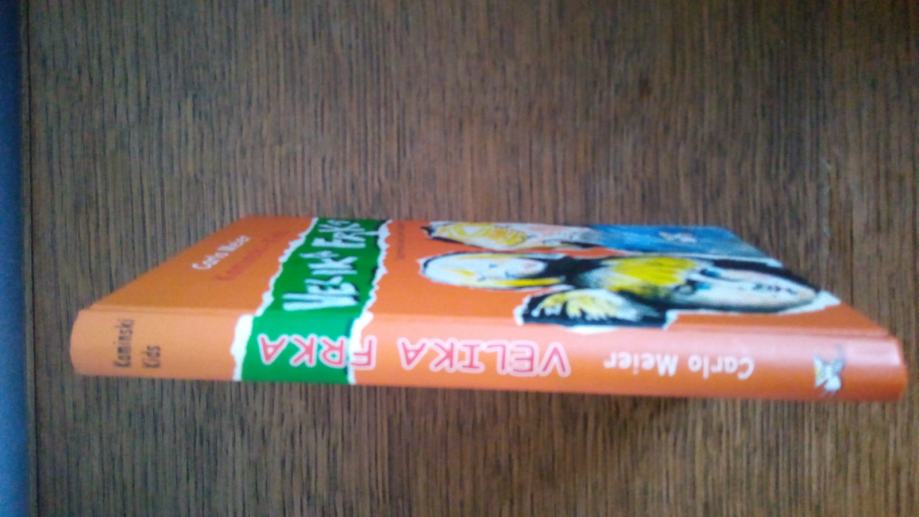 Carlo Meier
VELIKA FRKA
Kaminski
Kids
VELIKA FRKA
Carlo Meier